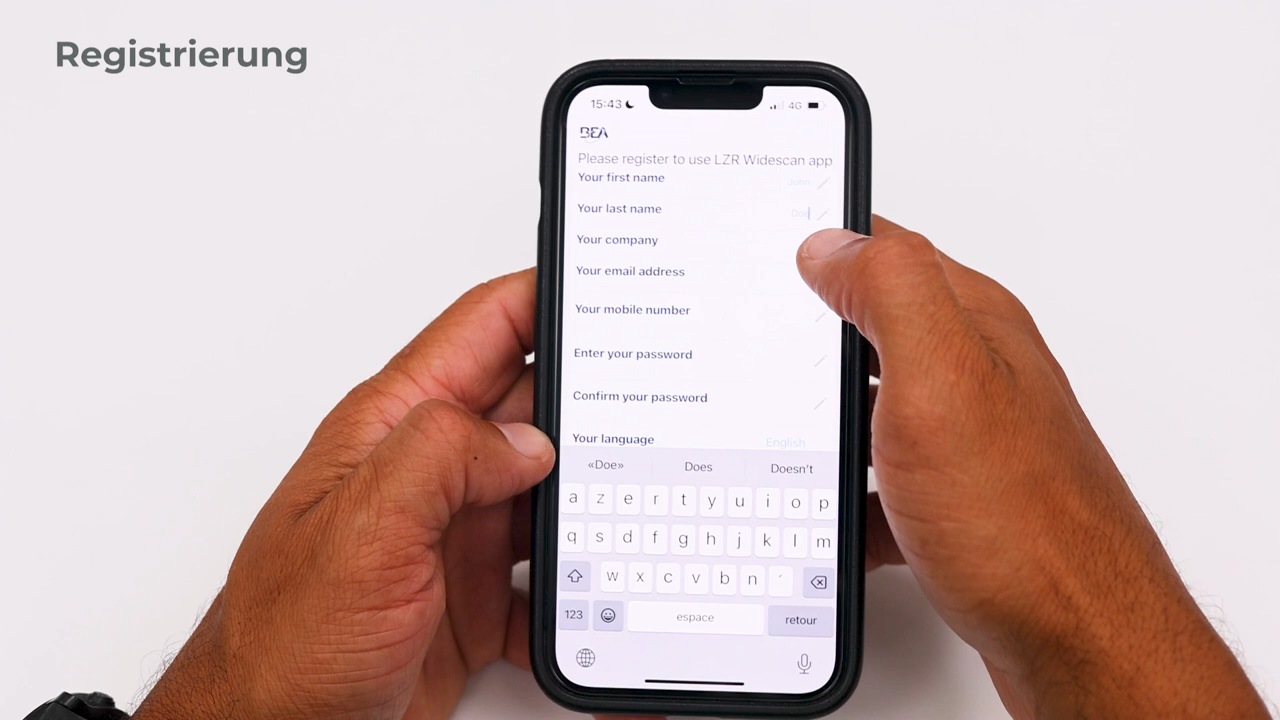 Registrierung
15:43 4G
BEA
Please register to use LZR Widescan app
Your first name John
Your last name Doe
Your company
Your email address
Your mobile number
Enter your password
Confirm your password
Your language English
«Doe» Does Doesn't
a z e r t y u i o p
q s d f g h j k l m
w x c v b n ´
123 espace retour